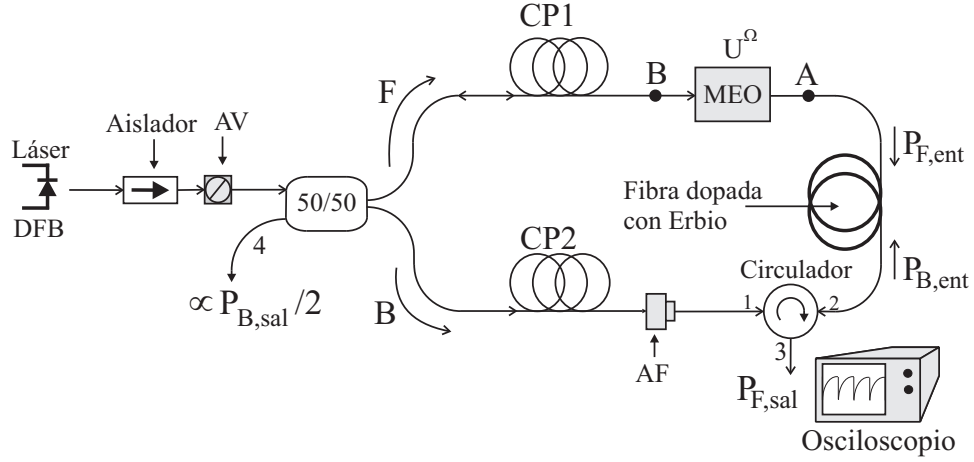 CP1
U^Ω
B
MEO
A
F
Aislador
AV
Láser
DFB
50/50
4
∝ P_B,sal /2
B
CP2
AF
P_F,ent
Fibra dopada
con Erbio
P_B,ent
Circulador
1
2
3
P_F,sal
Osciloscopio